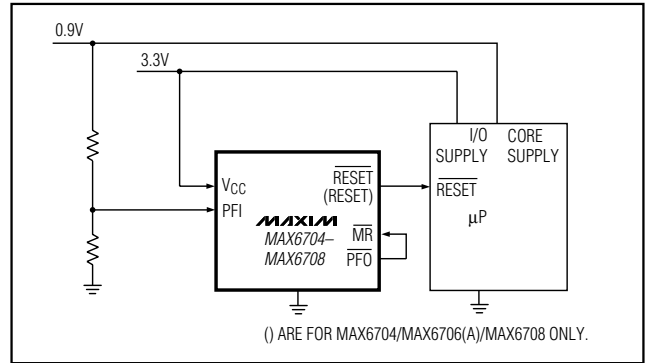 0.9V
3.3V
I/O SUPPLY
CORE SUPPLY
VCC
RESET
(RESET)
RESET
PFI
MAXIM
MAX6704–
MAX6708
MR
PFO
µP
() ARE FOR MAX6704/MAX6706(A)/MAX6708 ONLY.